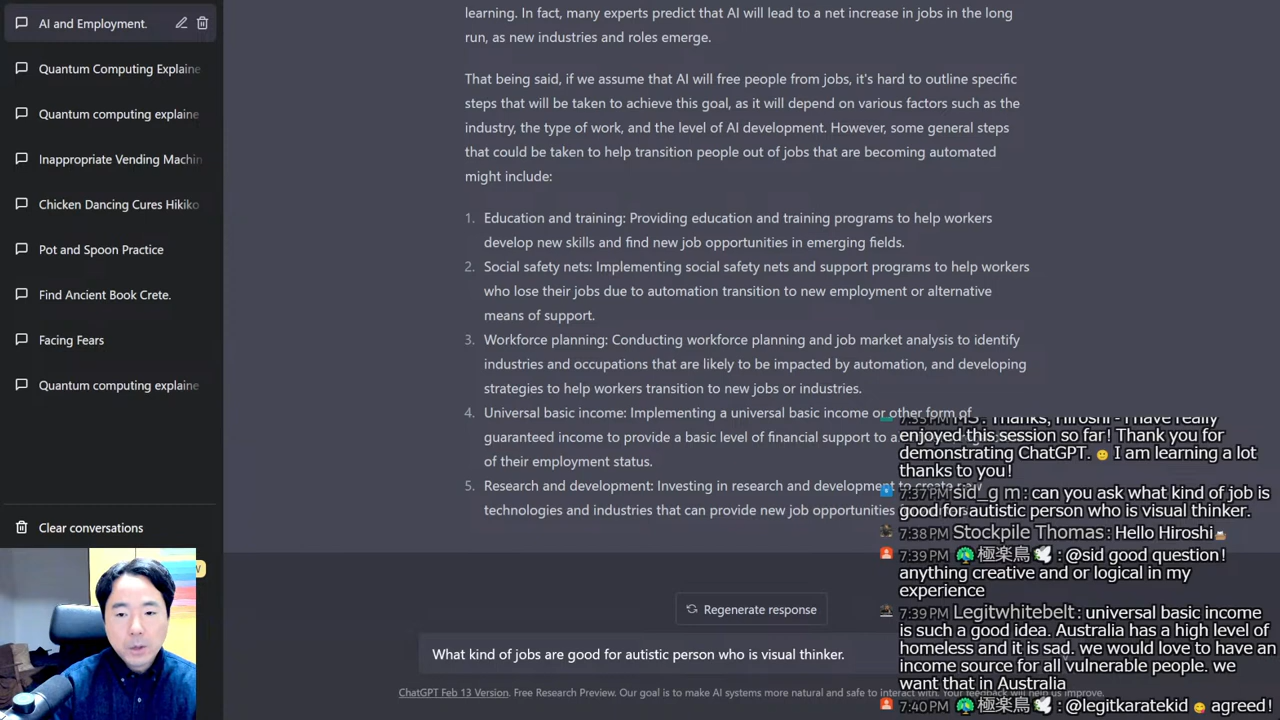 AI and Employment.
Quantum Computing Explaine
Quantum computing explaine
Inappropriate Vending Machin
Chicken Dancing Cures Hikiko
Pot and Spoon Practice
Find Ancient Book Crete.
Facing Fears
Quantum computing explaine
Clear conversations
learning. In fact, many experts predict that AI will lead to a net increase in jobs in the long
run, as new industries and roles emerge.
That being said, if we assume that AI will free people from jobs, it's hard to outline specific
steps that will be taken to achieve this goal, as it will depend on various factors such as the
industry, the type of work, and the level of AI development. However, some general steps
that could be taken to help transition people out of jobs that are becoming automated
might include:
1. Education and training: Providing education and training programs to help workers
develop new skills and find new job opportunities in emerging fields.
2. Social safety nets: Implementing social safety nets and support programs to help workers
who lose their jobs due to automation transition to new employment or alternative
means of support.
3. Workforce planning: Conducting workforce planning and job market analysis to identify
industries and occupations that are likely to be impacted by automation, and developing
strategies to help workers transition to new jobs or industries.
4. Universal basic income: Implementing a universal basic income or other form of
guaranteed income to provide a basic level of financial support to
of their employment status.
5. Research and development: Investing in research and development to
technologies and industries that can provide new job opportunities
Regenerate response
What kind of jobs are good for autistic person who is visual thinker.
ChatGPT Feb 13 Version. Free Research Preview. Our goal is to make AI systems more natural and safe to interact with. Your feedback will help us improve.
Thanks, Hiroshi - I have really
enjoyed this session so far! Thank you for
demonstrating ChatGPT. I am learning a lot
thanks to you!
7:37PM sid_g m: can you ask what kind of job is
good for autistic person who is visual thinker.
7:38PM Stockpile Thomas: Hello Hiroshi
7:39PM 極楽鳥: @sid good question!
anything creative and or logical in my
experience
7:39PM Legitwhitebelt: universal basic income
is such a good idea. Australia has a high level of
homeless and it is sad. we would love to have an
income source for all vulnerable people. we
want that in Australia
7:40PM 極楽鳥: @legitkaratekid agreed!